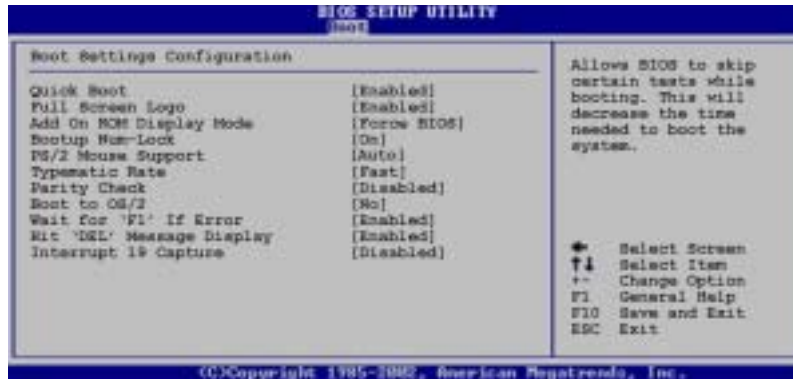 BIOS SETUP UTILITY
Boot
Boot Settings Configuration
Quick Boot [Enabled]
Full Screen Logo [Enabled]
Add On ROM Display Mode [Force BIOS]
Bootup Num-Lock [On]
PS/2 Mouse Support [Auto]
Typematic Rate [Fast]
Parity Check [Disabled]
Boot to OS/2 [No]
Wait for 'F1' If Error [Enabled]
Hit 'DEL' Message Display [Enabled]
Interrupt 19 Capture [Disabled]
Allows BIOS to skip
certain tests while
booting. This will
decrease the time
needed to boot the
system.
← Select Screen
↑↓ Select Item
+- Change Option
F1 General Help
F10 Save and Exit
ESC Exit
(C)Copyright 1985-2002, American Megatrends, Inc.